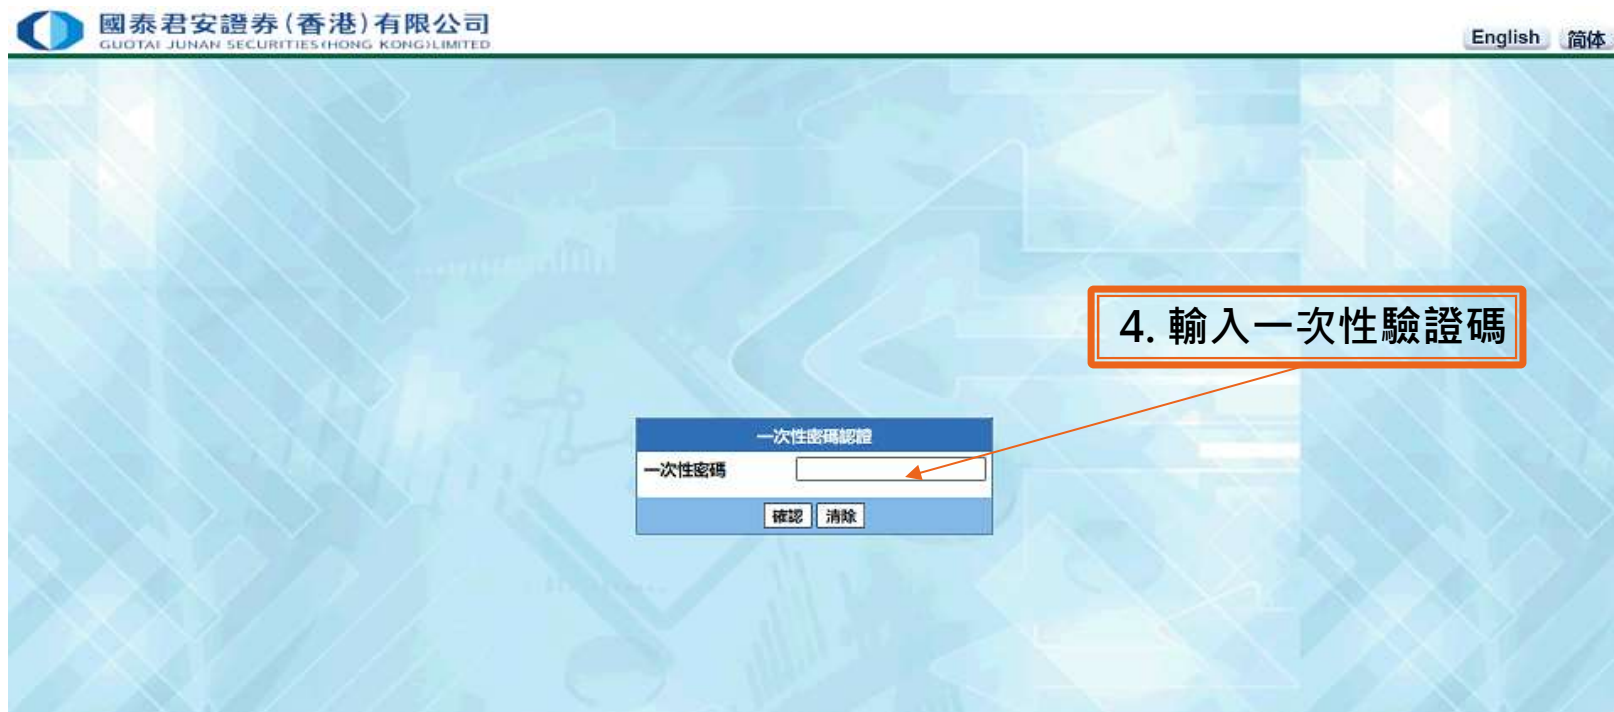 國泰君安證券(香港)有限公司
GUOTAI JUNAN SECURITIES(HONG KONG)LIMITED
English 简体
4. 輸入一次性驗證碼
一次性密碼認證
一次性密碼
確認 清除